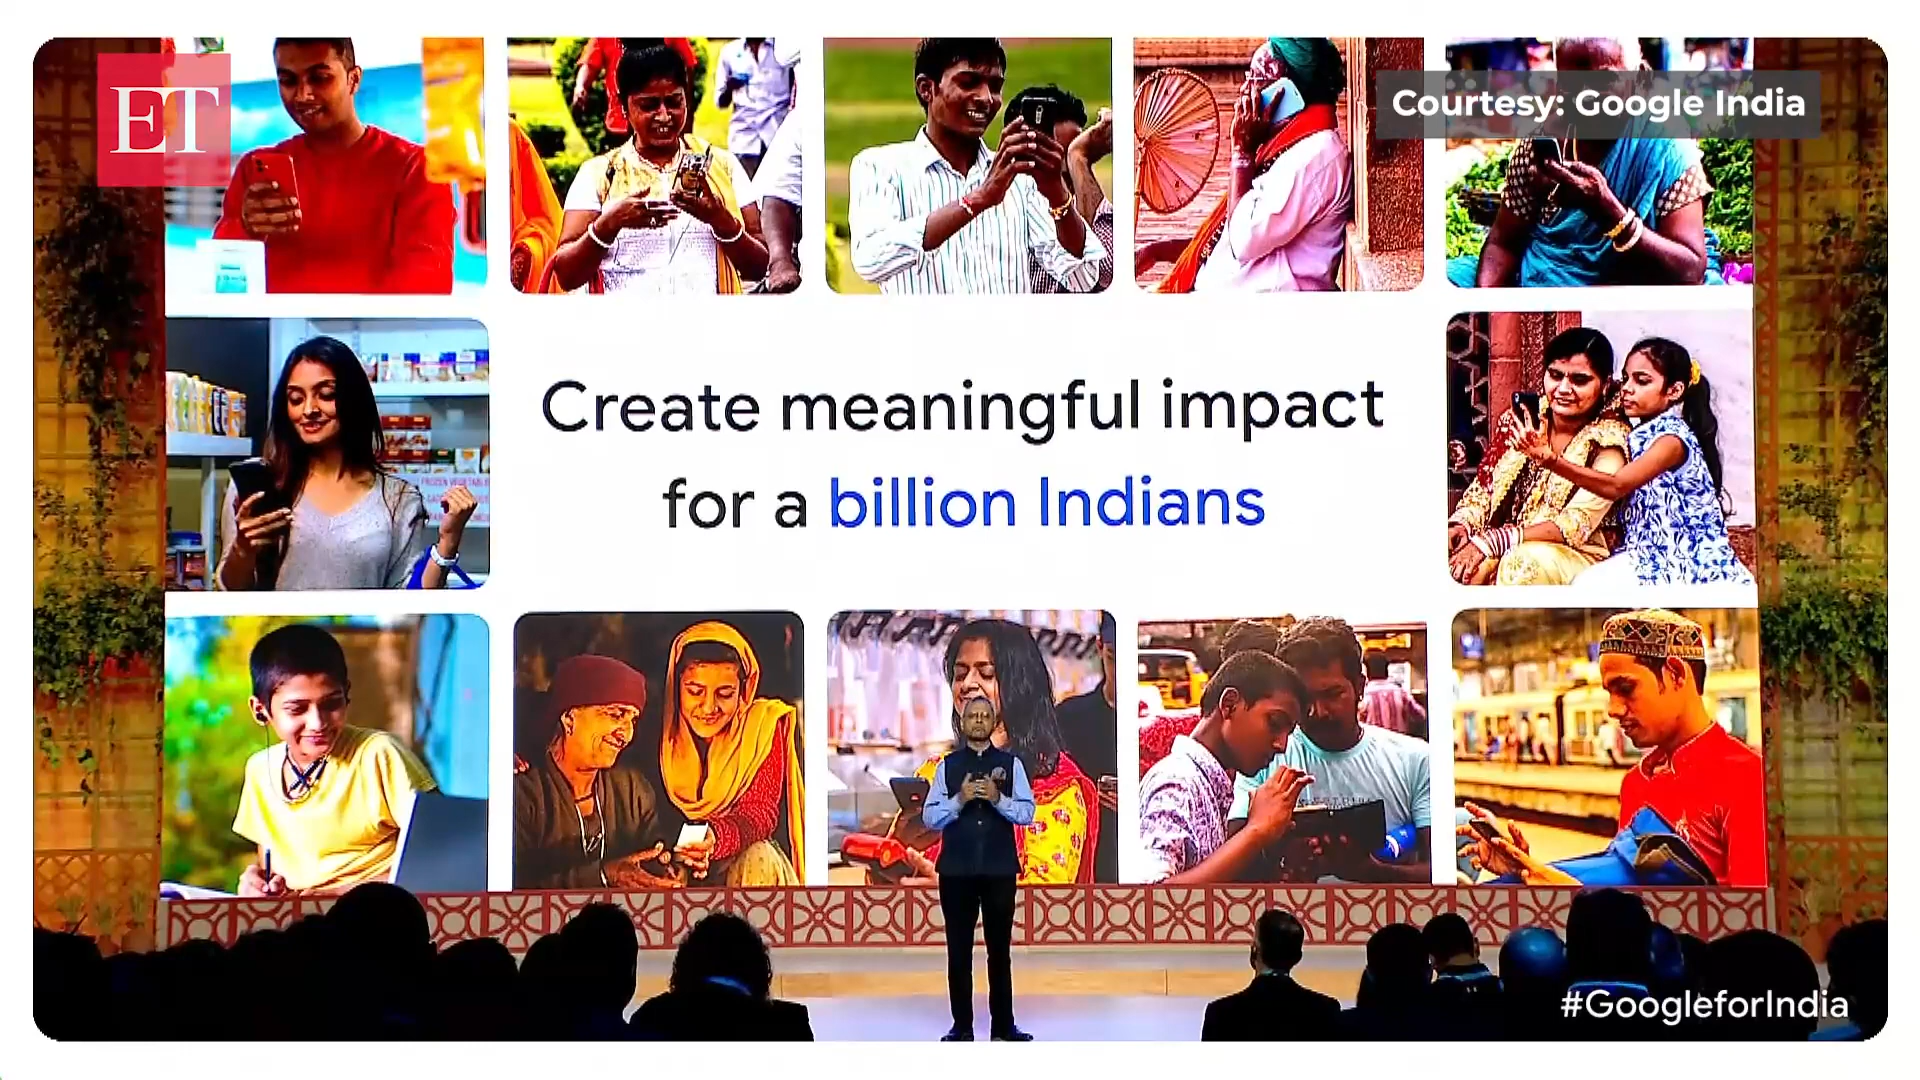 ET
Courtesy: Google India
Create meaningful impact
for a billion Indians
#GoogleforIndia